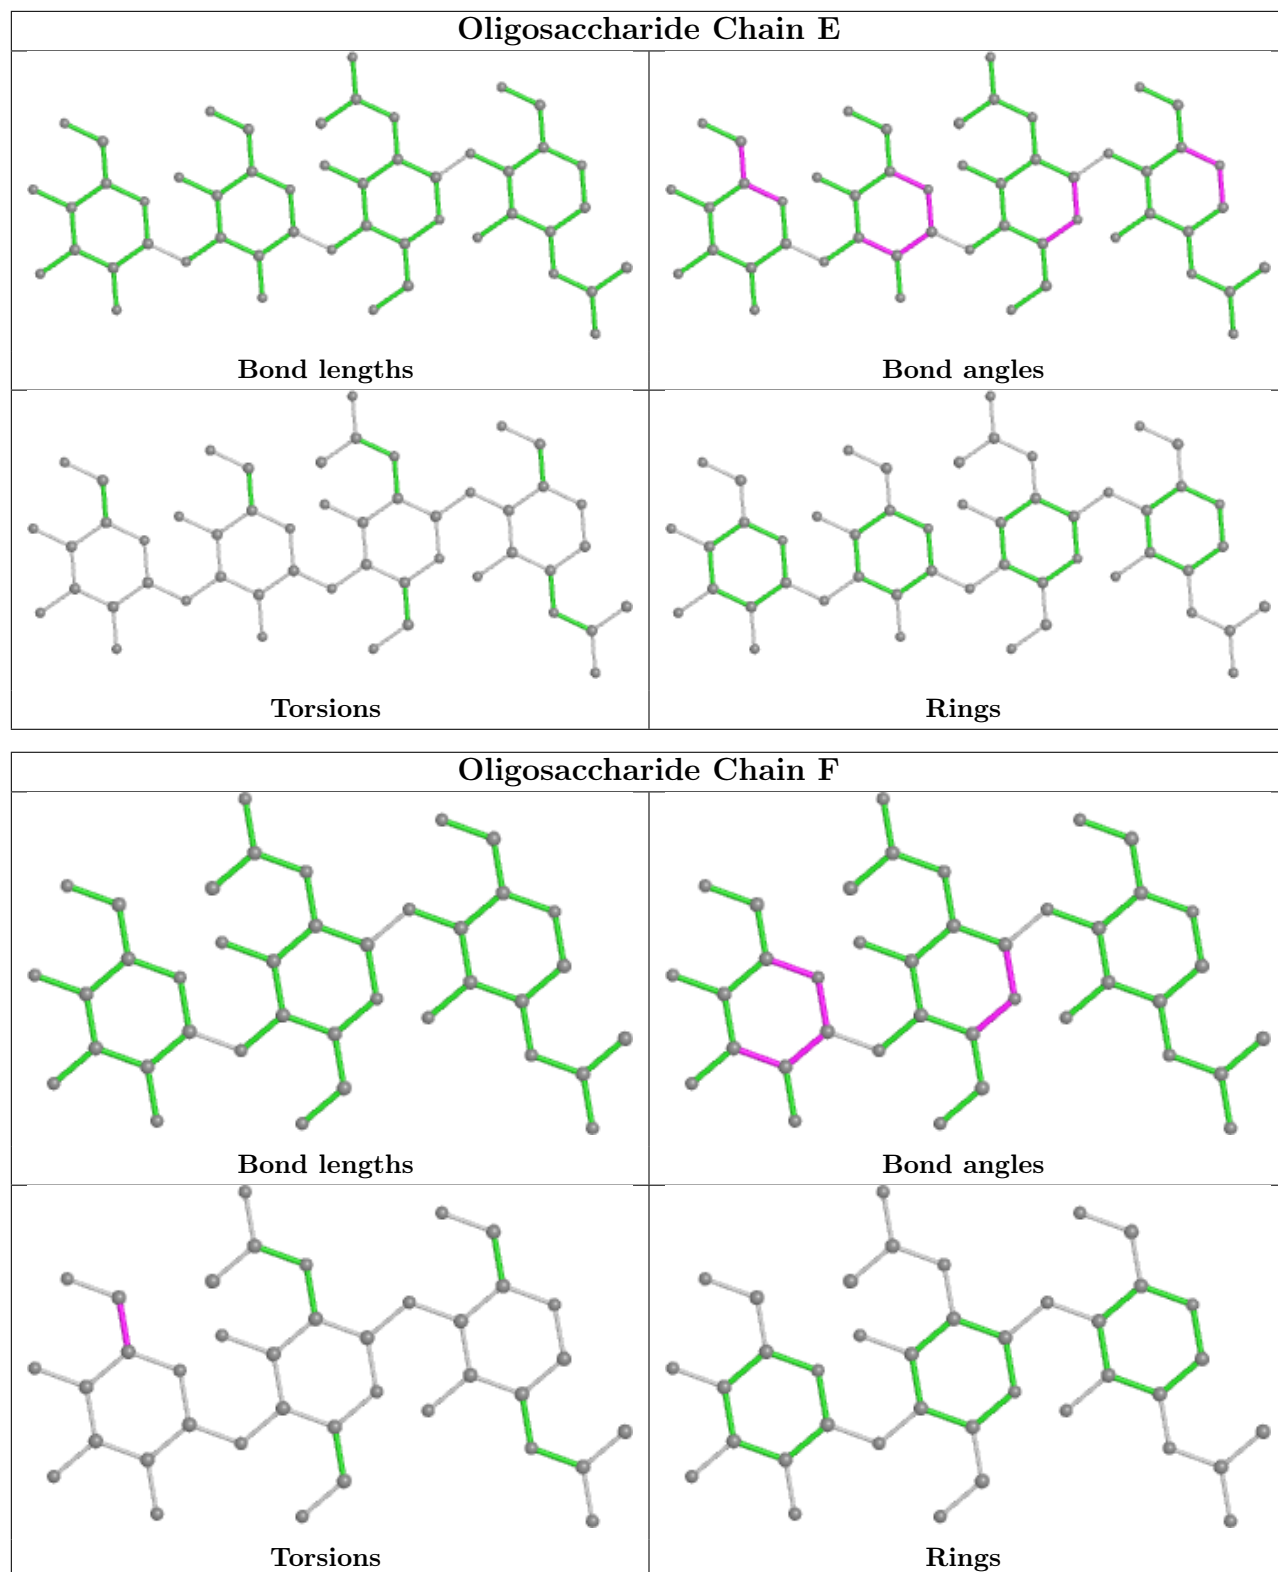 Oligosaccharide Chain E
Bond lengths
Bond angles
Torsions
Rings
Oligosaccharide Chain F
Bond lengths
Bond angles
Torsions
Rings